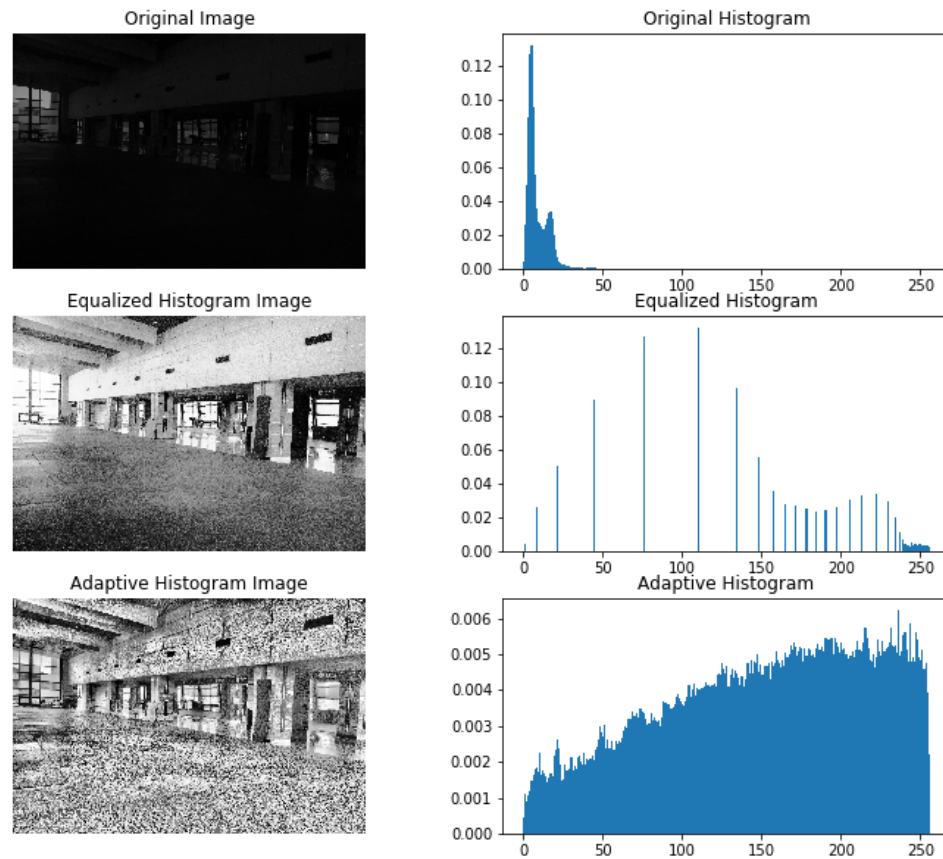 Original Image
Original Histogram
0.12
0.10
0.08
0.06
0.04
0.02
0.00
0 50 100 150 200 250
Equalized Histogram Image
Equalized Histogram
0.12
0.10
0.08
0.06
0.04
0.02
0.00
0 50 100 150 200 250
Adaptive Histogram Image
Adaptive Histogram
0.006
0.005
0.004
0.003
0.002
0.001
0.000
0 50 100 150 200 250